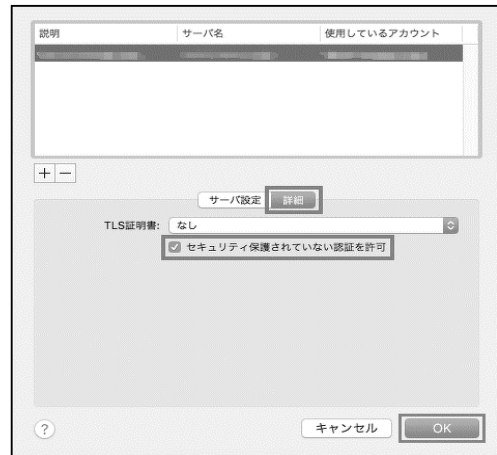 説明 サーバ名 使用しているアカウント
+ −
サーバ設定 詳細
TLS証明書: なし
セキュリティ保護されていない認証を許可
? キャンセル OK